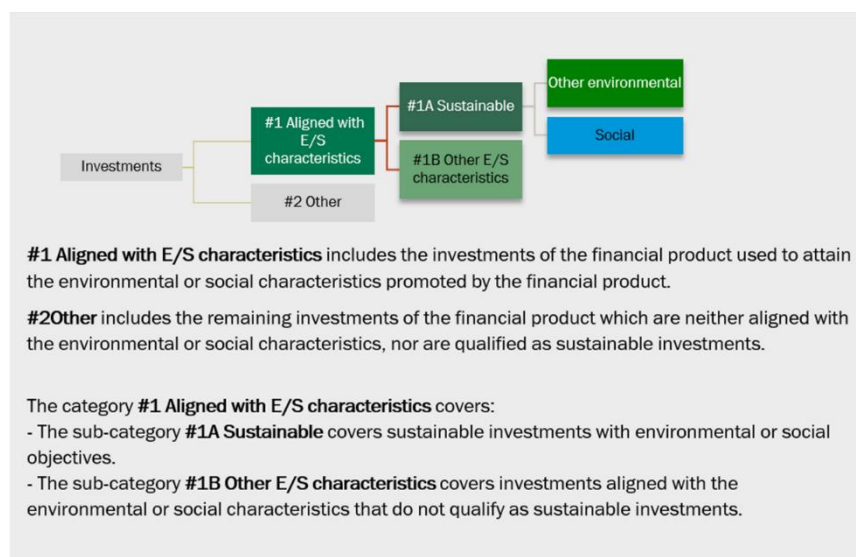 Other environmental
#1A Sustainable
#1 Aligned with
E/S
characteristics
Social
#1B Other E/S
characteristics
Investments
#2 Other
#1 Aligned with E/S characteristics includes the investments of the financial product used to attain
the environmental or social characteristics promoted by the financial product.
#2Other includes the remaining investments of the financial product which are neither aligned with
the environmental or social characteristics, nor are qualified as sustainable investments.
The category #1 Aligned with E/S characteristics covers:
- The sub-category #1A Sustainable covers sustainable investments with environmental or social
objectives.
- The sub-category #1B Other E/S characteristics covers investments aligned with the
environmental or social characteristics that do not qualify as sustainable investments.